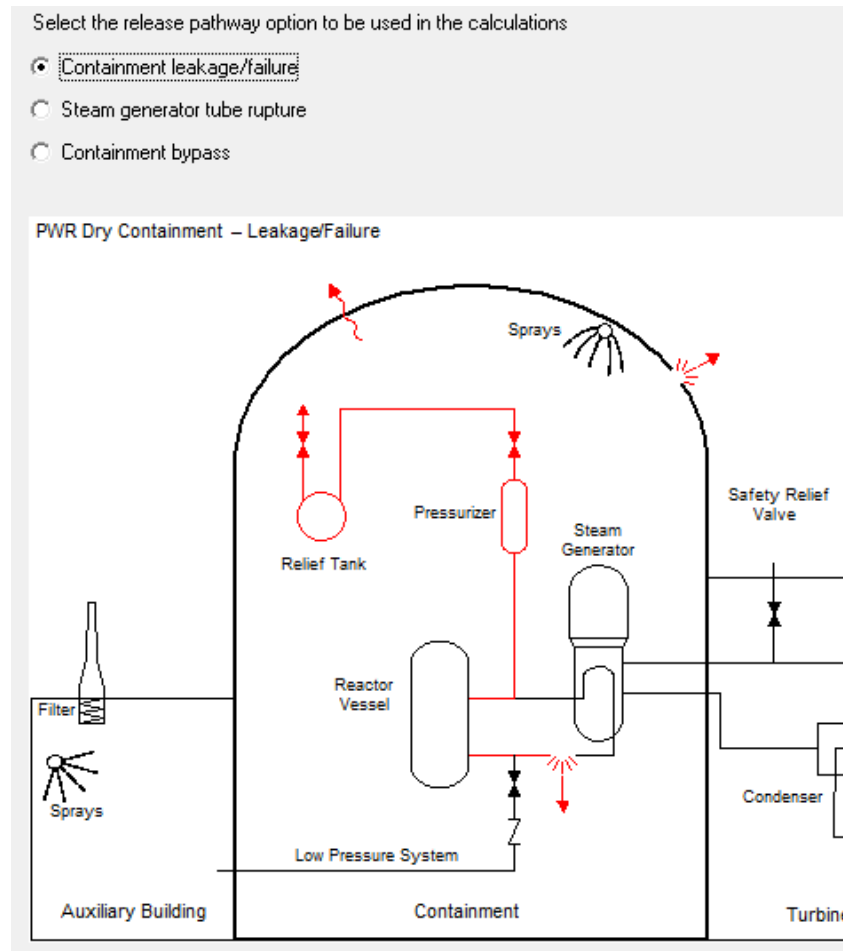 Select the release pathway option to be used in the calculations
Containment leakage/failure
Steam generator tube rupture
Containment bypass
PWR Dry Containment – Leakage/Failure
Sprays
Safety Relief
Valve
Pressurizer
Steam
Generator
Relief Tank
Reactor
Vessel
Filter
Sprays
Condenser
Low Pressure System
Auxiliary Building
Containment
Turbine